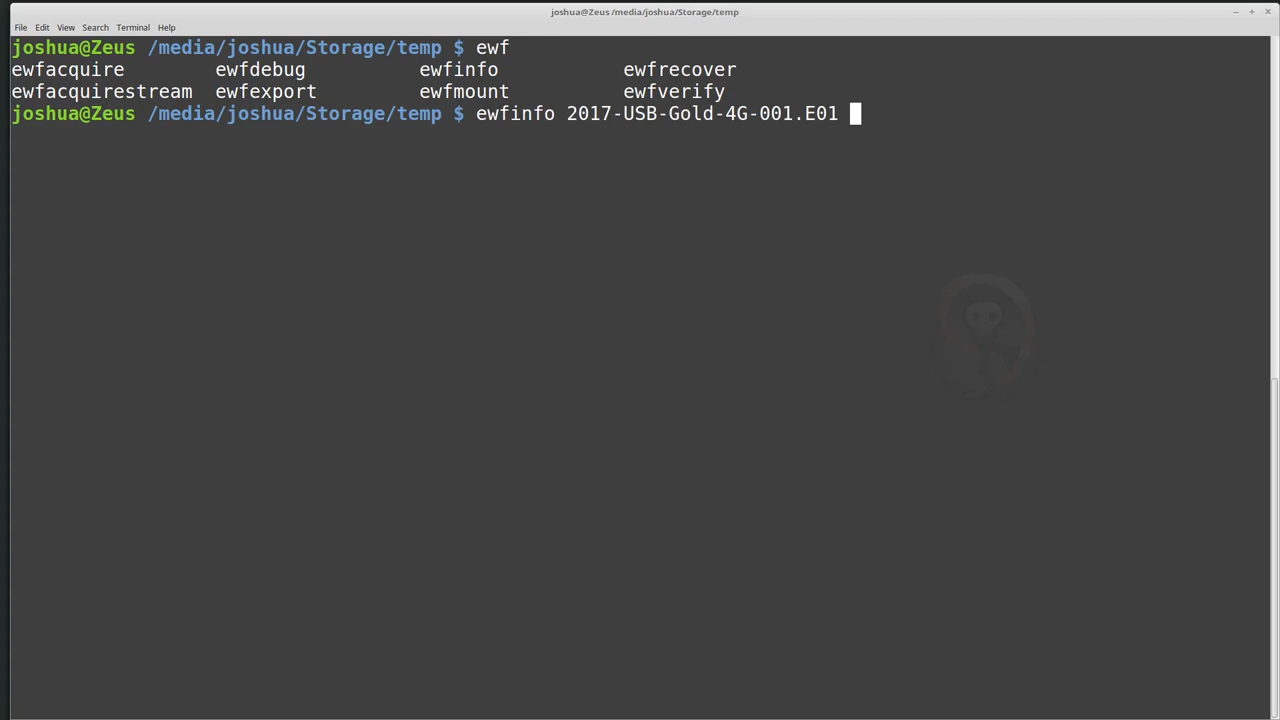 joshua@Zeus /media/joshua/Storage/temp
File Edit View Search Terminal Help
joshua@Zeus /media/joshua/Storage/temp $ ewf
ewfacquire ewfdebug ewfinfo ewfrecover
ewfacquirestream ewfexport ewfmount ewfverify
joshua@Zeus /media/joshua/Storage/temp $ ewfinfo 2017-USB-Gold-4G-001.E01